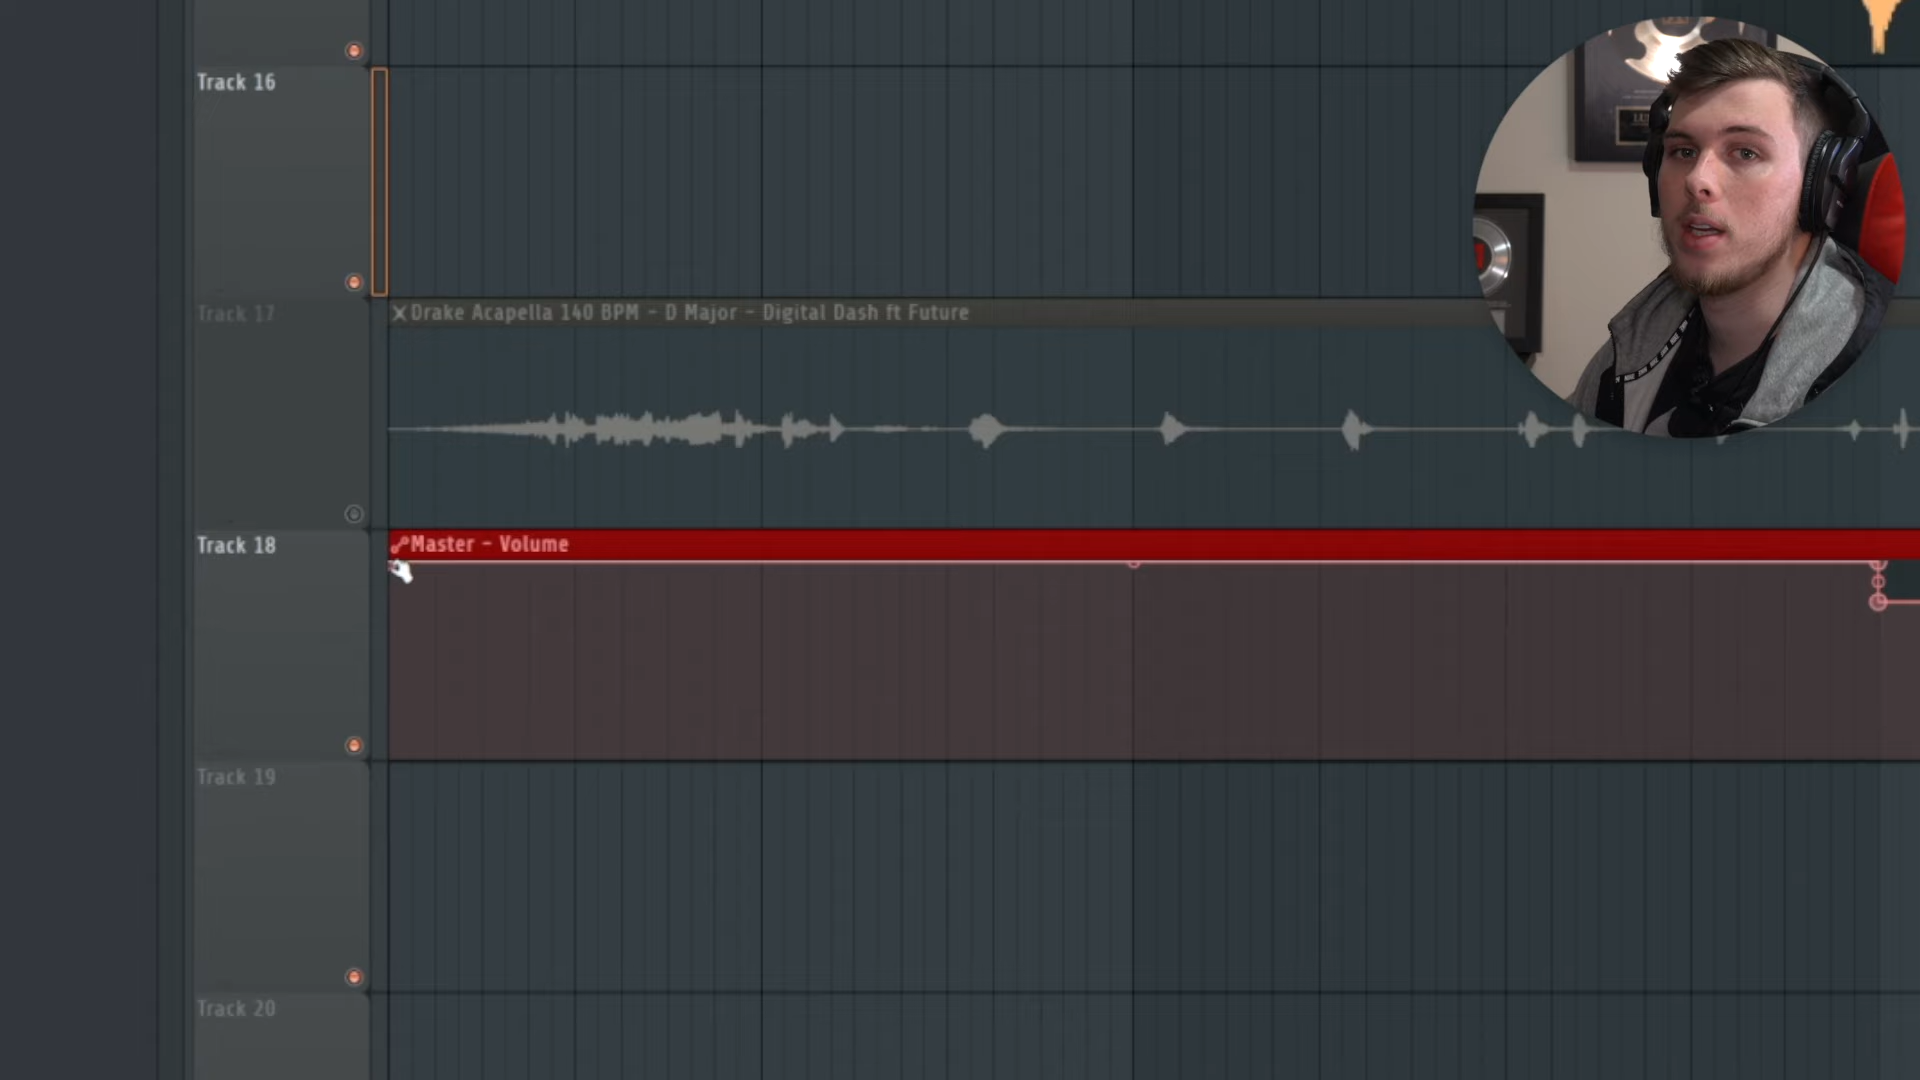 Track 16
Track 17
Drake Acapella 140 BPM - D Major - Digital Dash ft Future
Track 18
Master - Volume
Track 19
Track 20